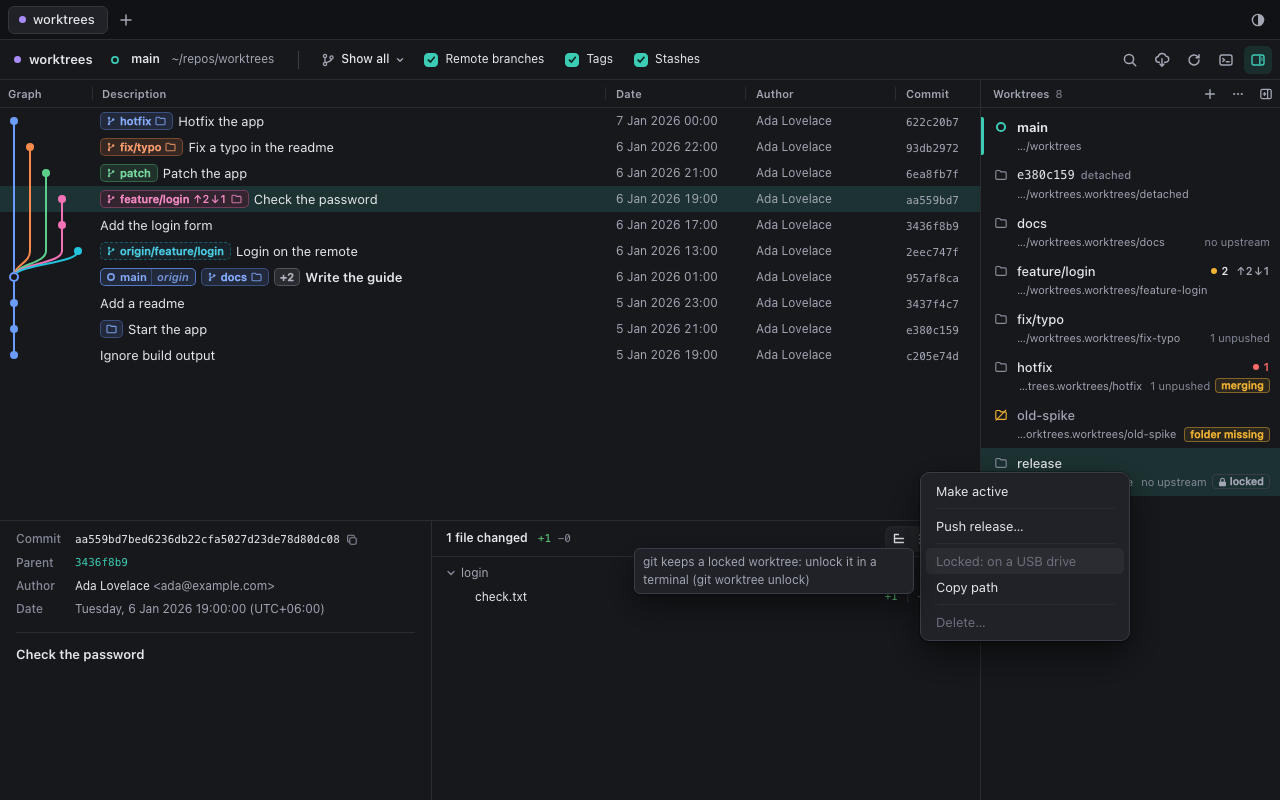 worktrees
worktrees main ~/repos/worktrees Show all Remote branches Tags Stashes
Graph Description Date Author Commit
hotfix Hotfix the app 7 Jan 2026 00:00 Ada Lovelace 622c20b7
fix/typo Fix a typo in the readme 6 Jan 2026 22:00 Ada Lovelace 93db2972
patch Patch the app 6 Jan 2026 21:00 Ada Lovelace 6ea8fb7f
feature/login ↑2↓1 Check the password 6 Jan 2026 19:00 Ada Lovelace aa559bd7
Add the login form 6 Jan 2026 17:00 Ada Lovelace 3436f8b9
origin/feature/login Login on the remote 6 Jan 2026 13:00 Ada Lovelace 2eec747f
main origin docs +2 Write the guide 6 Jan 2026 01:00 Ada Lovelace 957af8ca
Add a readme 5 Jan 2026 23:00 Ada Lovelace 3437f4c7
Start the app 5 Jan 2026 21:00 Ada Lovelace e380c159
Ignore build output 5 Jan 2026 19:00 Ada Lovelace c205e74d
Worktrees 8
main
.../worktrees
e380c159 detached
.../worktrees.worktrees/detached
docs
.../worktrees.worktrees/docs no upstream
feature/login 2 ↑2↓1
.../worktrees.worktrees/feature-login
fix/typo
.../worktrees.worktrees/fix-typo 1 unpushed
hotfix 1
...trees.worktrees/hotfix 1 unpushed merging
old-spike
...orktrees.worktrees/old-spike folder missing
release
e no upstream locked
Make active
Push release...
Locked: on a USB drive
Copy path
Delete...
Commit aa559bd7bed6236db22cfa5027d23de78d80dc08
Parent 3436f8b9
Author Ada Lovelace <ada@example.com>
Date Tuesday, 6 Jan 2026 19:00:00 (UTC+06:00)
Check the password
1 file changed +1 −0
git keeps a locked worktree: unlock it in a
terminal (git worktree unlock)
login
check.txt +1